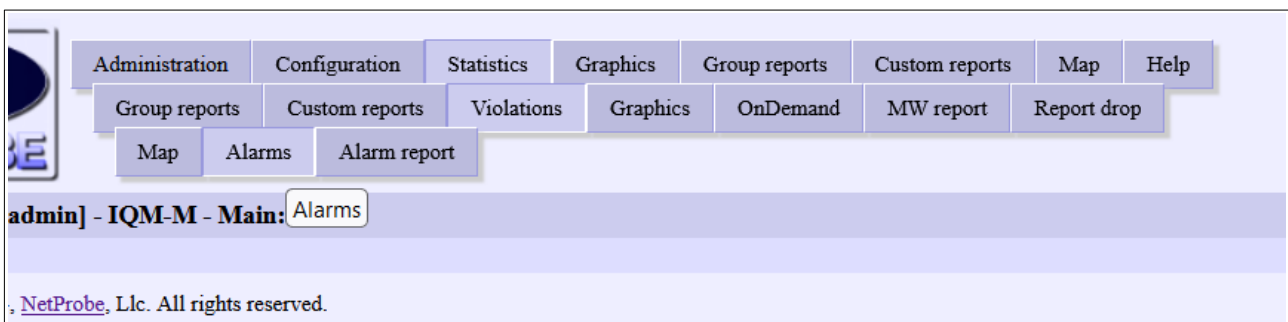 Administration Configuration Statistics Graphics Group reports Custom reports Map Help
Group reports Custom reports Violations Graphics OnDemand MW report Report drop
Map Alarms Alarm report
BE
admin] - IQM-M - Main: Alarms
, NetProbe, Llc. All rights reserved.